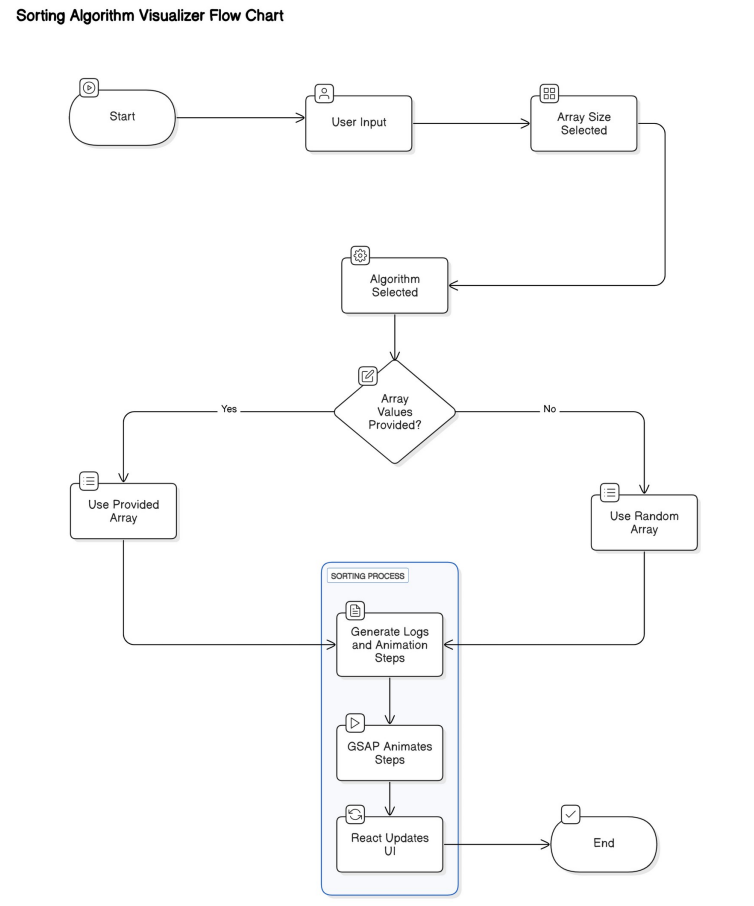 Sorting Algorithm Visualizer Flow Chart
Start
User Input
Array Size
Selected
Algorithm
Selected
Array
Values
Provided?
Yes
No
Use Provided
Array
Use Random
Array
SORTING PROCESS
Generate Logs
and Animation
Steps
GSAP Animates
Steps
React Updates
UI
End